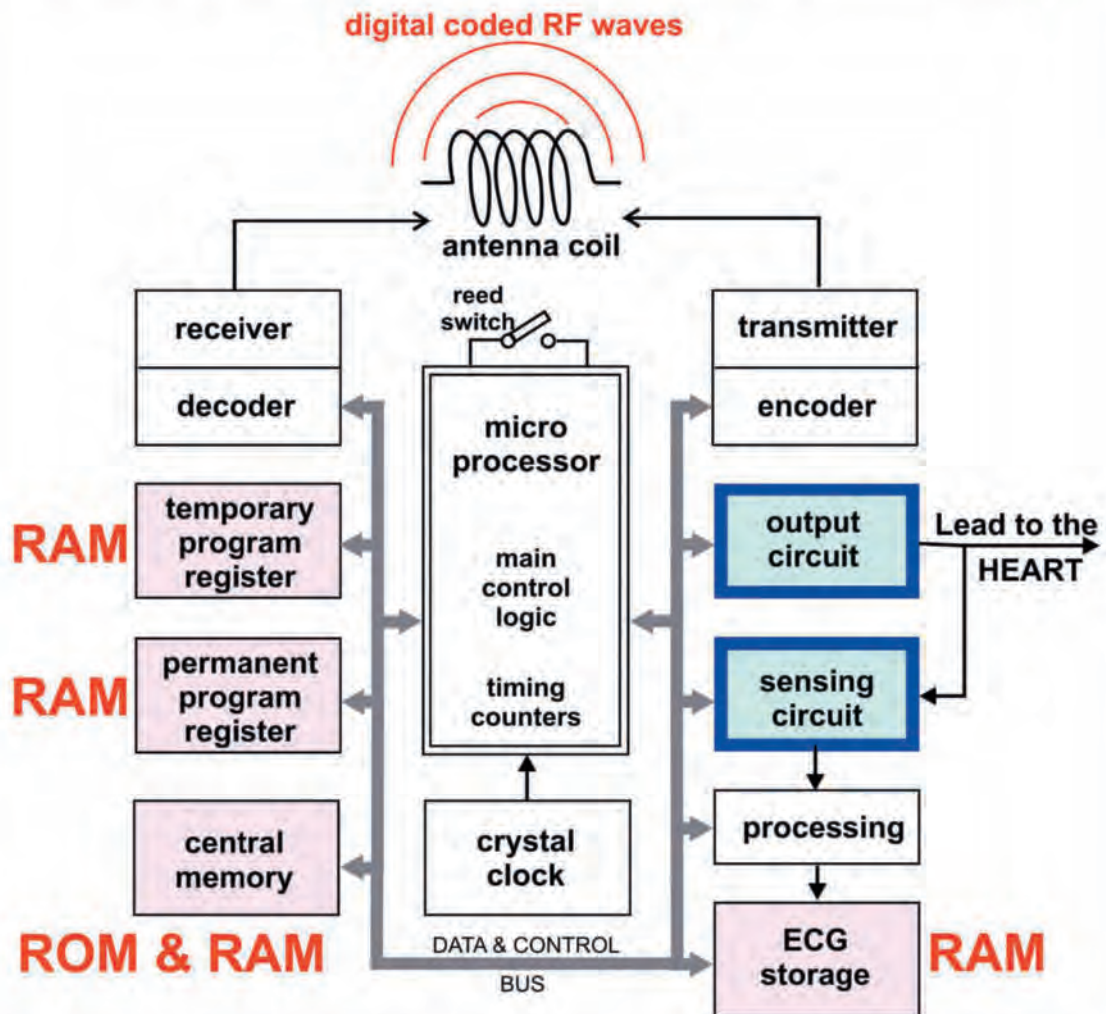 digital coded RF waves
antenna coil
reed
switch
receiver
decoder
transmitter
encoder
micro
processor
main
control
logic
timing
counters
RAM
temporary
program
register
output
circuit
Lead to the
HEART
RAM
permanent
program
register
sensing
circuit
central
memory
crystal
clock
processing
ROM & RAM
DATA & CONTROL
BUS
ECG
storage
RAM